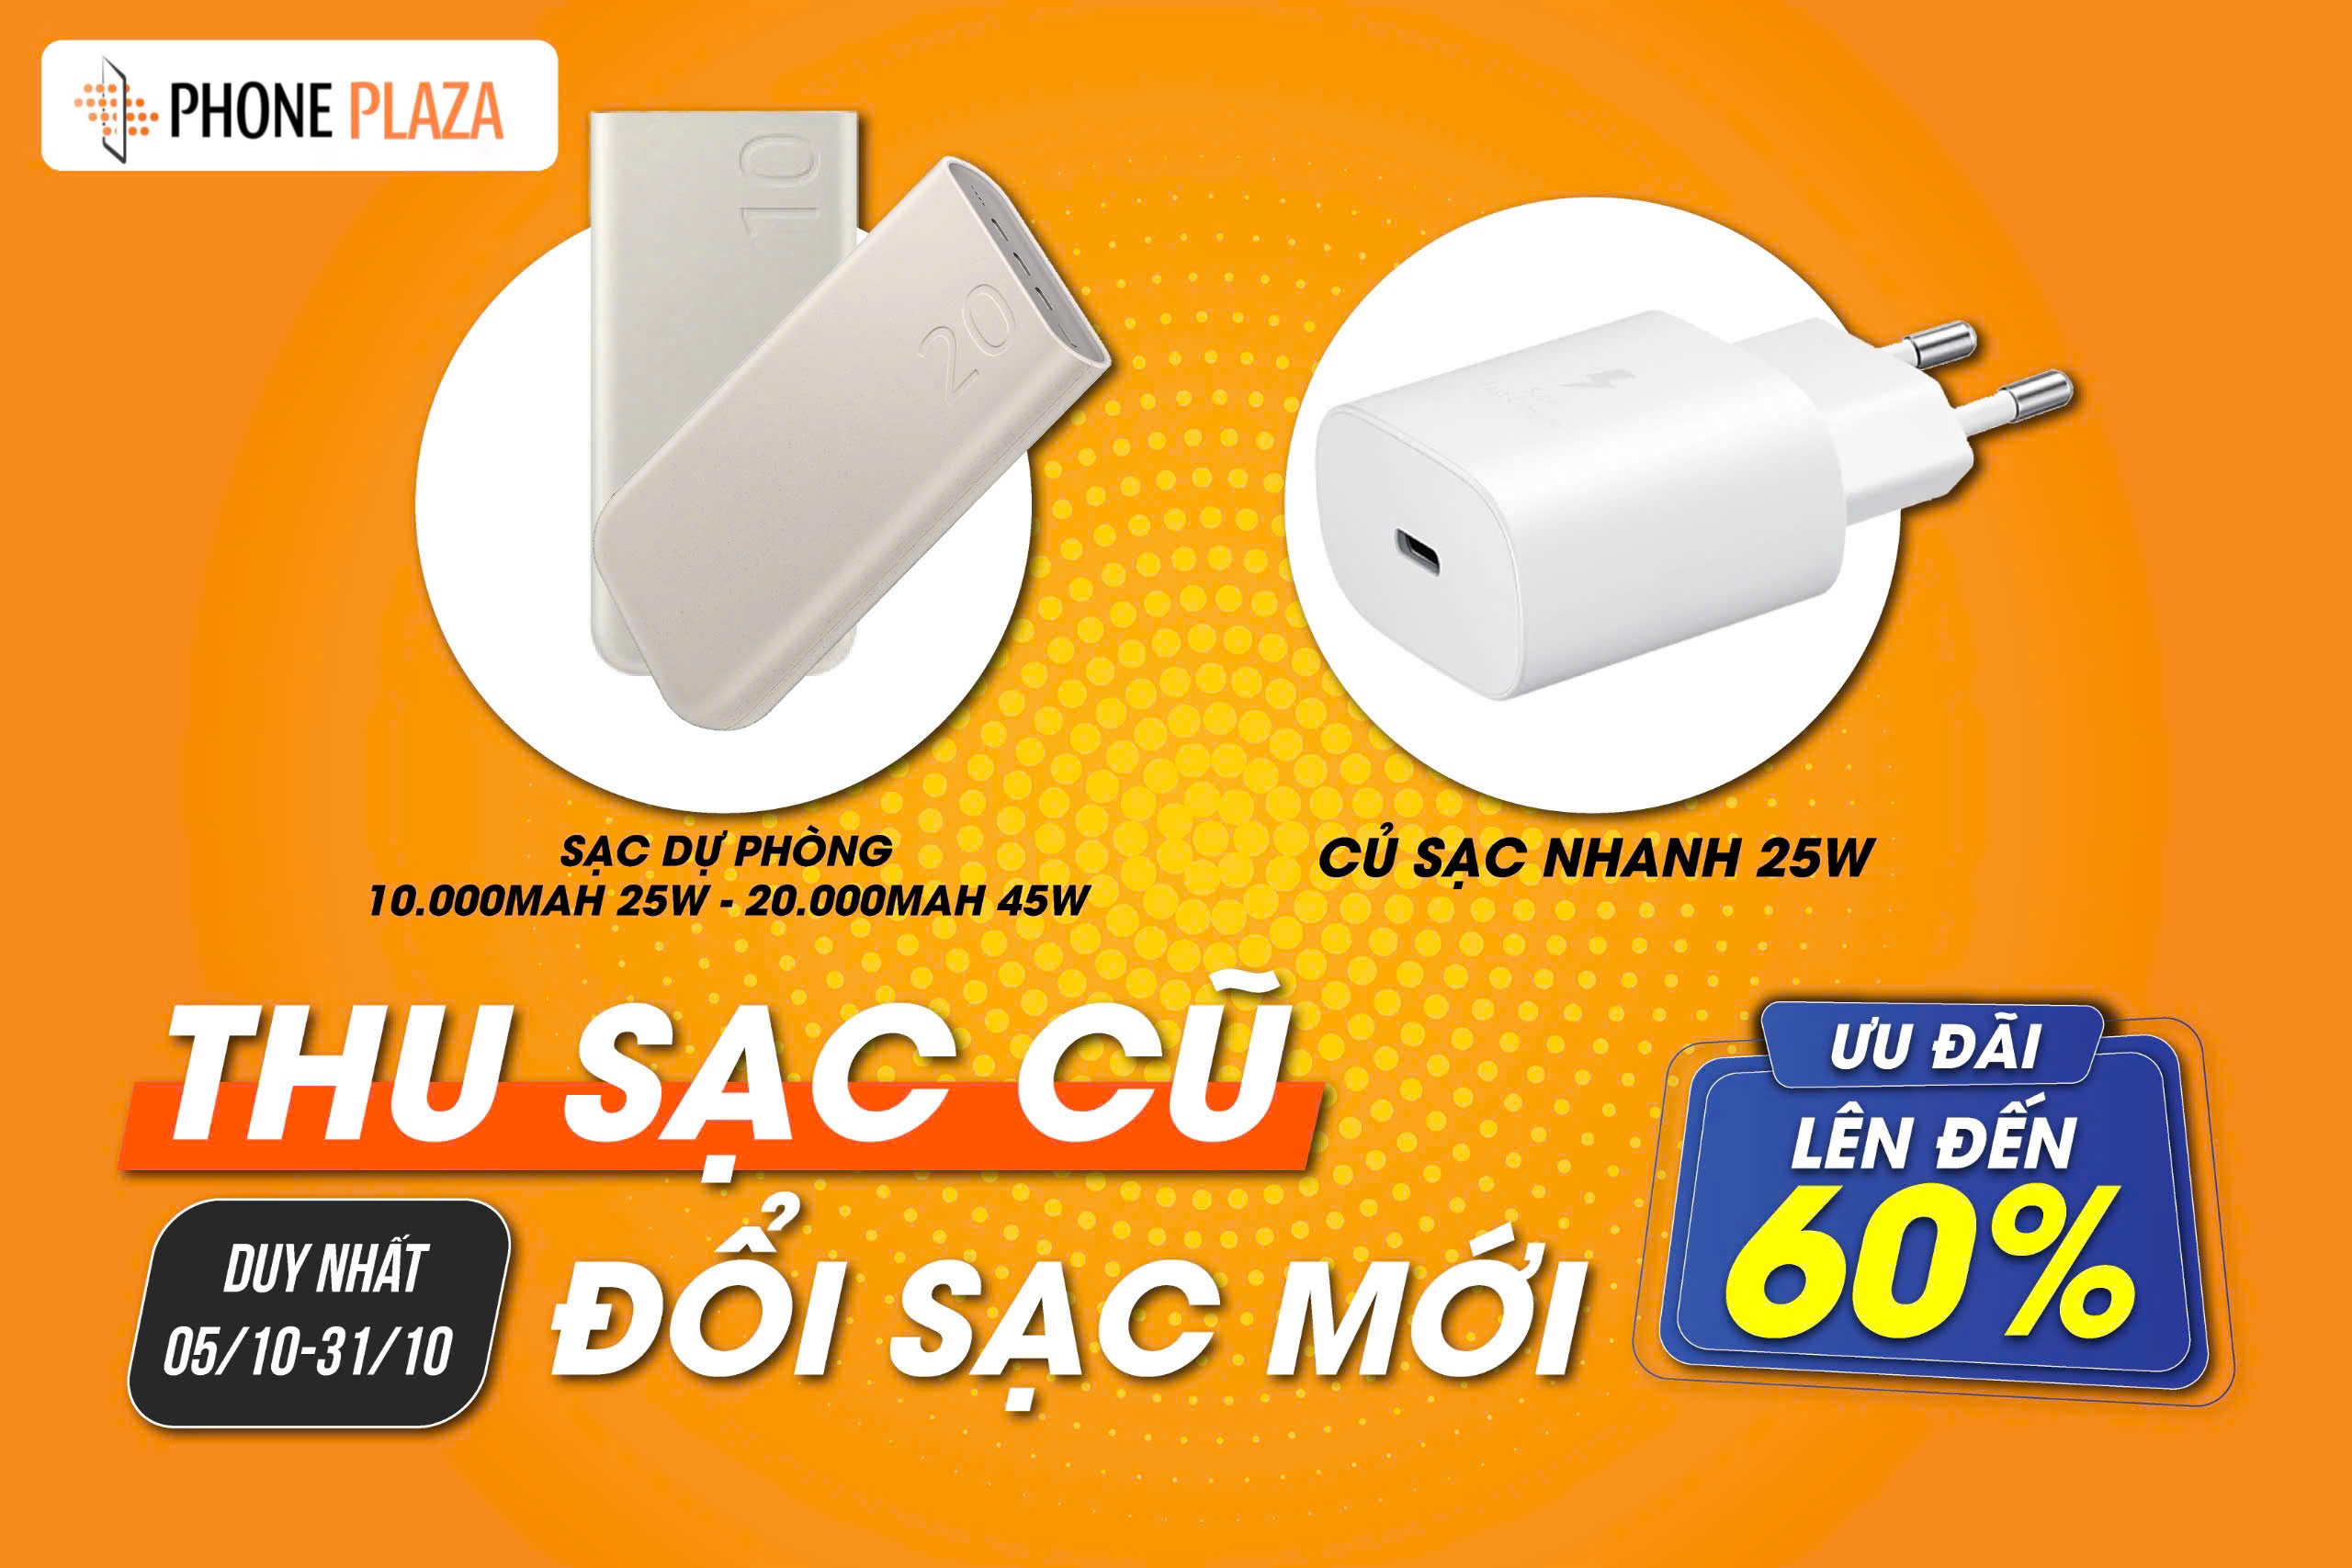 PHONE PLAZA
10
20
SẠC DỰ PHÒNG
10.000MAH 25W - 20.000MAH 45W
CỦ SẠC NHANH 25W
THU SẠC CŨ
ĐỔI SẠC MỚI
DUY NHẤT
05/10-31/10
ƯU ĐÃI
LÊN ĐẾN
60%